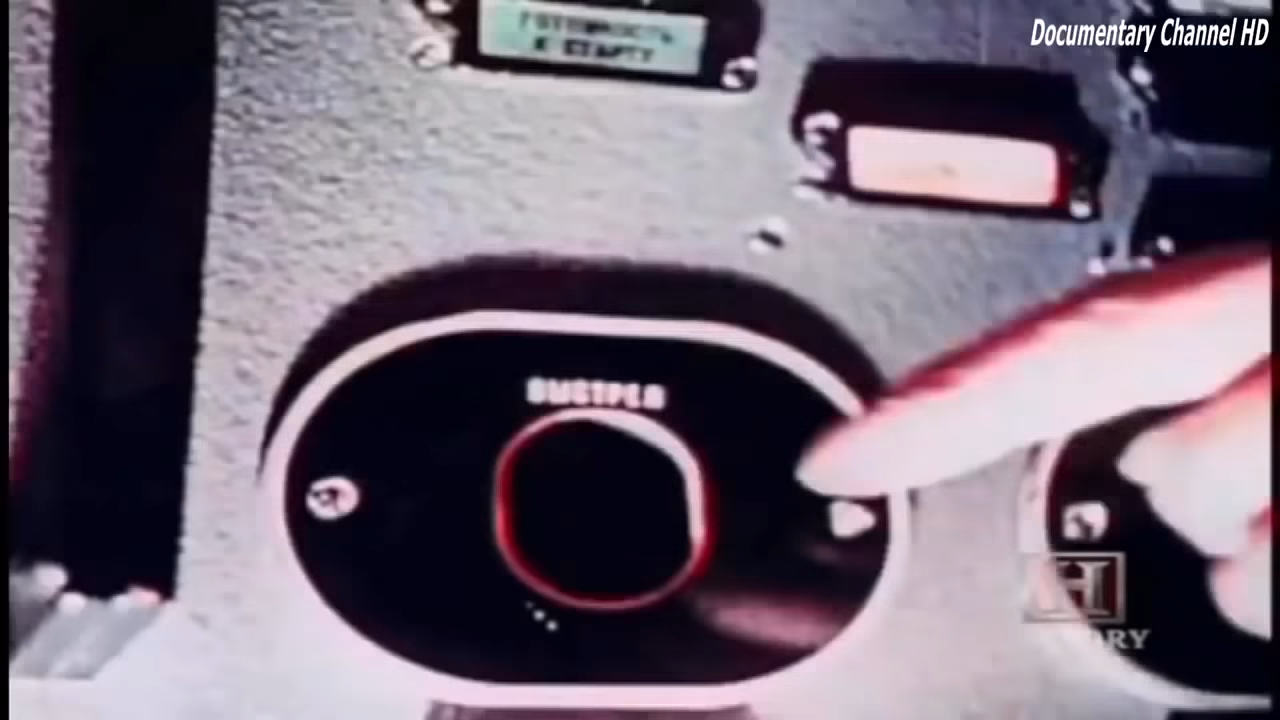 Documentary Channel HD
ГОТОВНОСТЬ
К СТАРТУ
ВЫСТРЕЛ
H